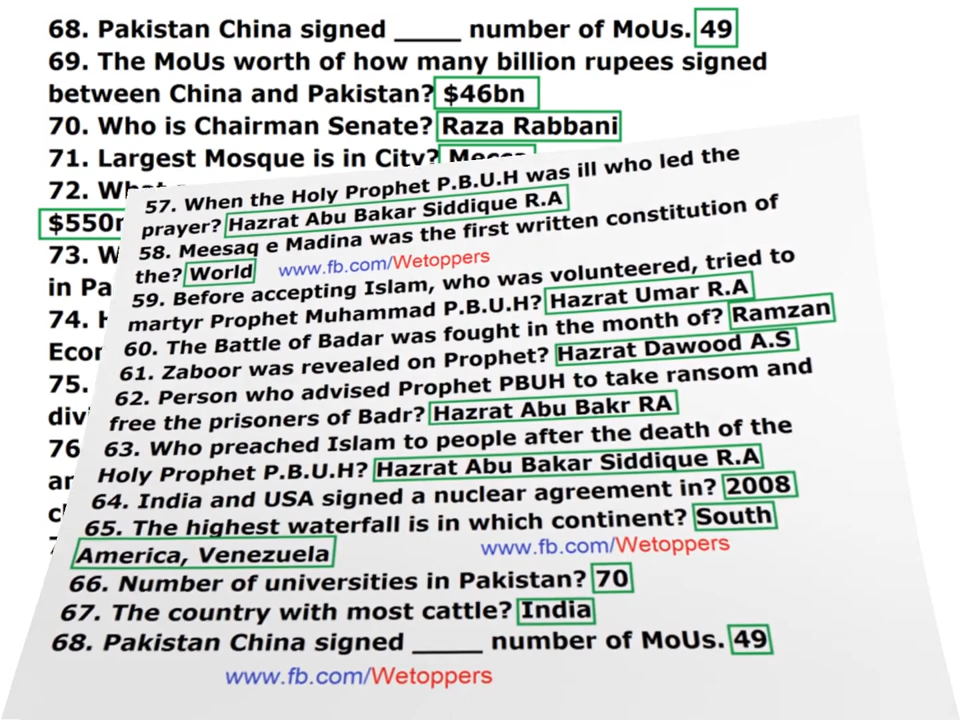 68. Pakistan China signed _____ number of MoUs. 49
69. The MoUs worth of how many billion rupees signed
between China and Pakistan? $46bn
70. Who is Chairman Senate? Raza Rabbani
71. Largest Mosque is in City? Mecca
72.
$550
73.
in
74.
75.
76
57. When the Holy Prophet P.B.U.H was ill who led the
prayer? Hazrat Abu Bakar Siddique R.A
58. Meesaq e Madina was the first written constitution of
the? World www.fb.com/Wetoppers
59. Before accepting Islam, who was volunteered, tried to
martyr Prophet Muhammad P.B.U.H? Hazrat Umar R.A
60. The Battle of Badar was fought in the month of? Ramzan
61. Zaboor was revealed on Prophet? Hazrat Dawood A.S
62. Person who advised Prophet PBUH to take ransom and
free the prisoners of Badr? Hazrat Abu Bakr RA
63. Who preached Islam to people after the death of the
Holy Prophet P.B.U.H? Hazrat Abu Bakar Siddique R.A
64. India and USA signed a nuclear agreement in? 2008
65. The highest waterfall is in which continent? South
America, Venezuela www.fb.com/Wetoppers
66. Number of universities in Pakistan? 70
67. The country with most cattle? India
68. Pakistan China signed _____ number of MoUs. 49
www.fb.com/Wetoppers